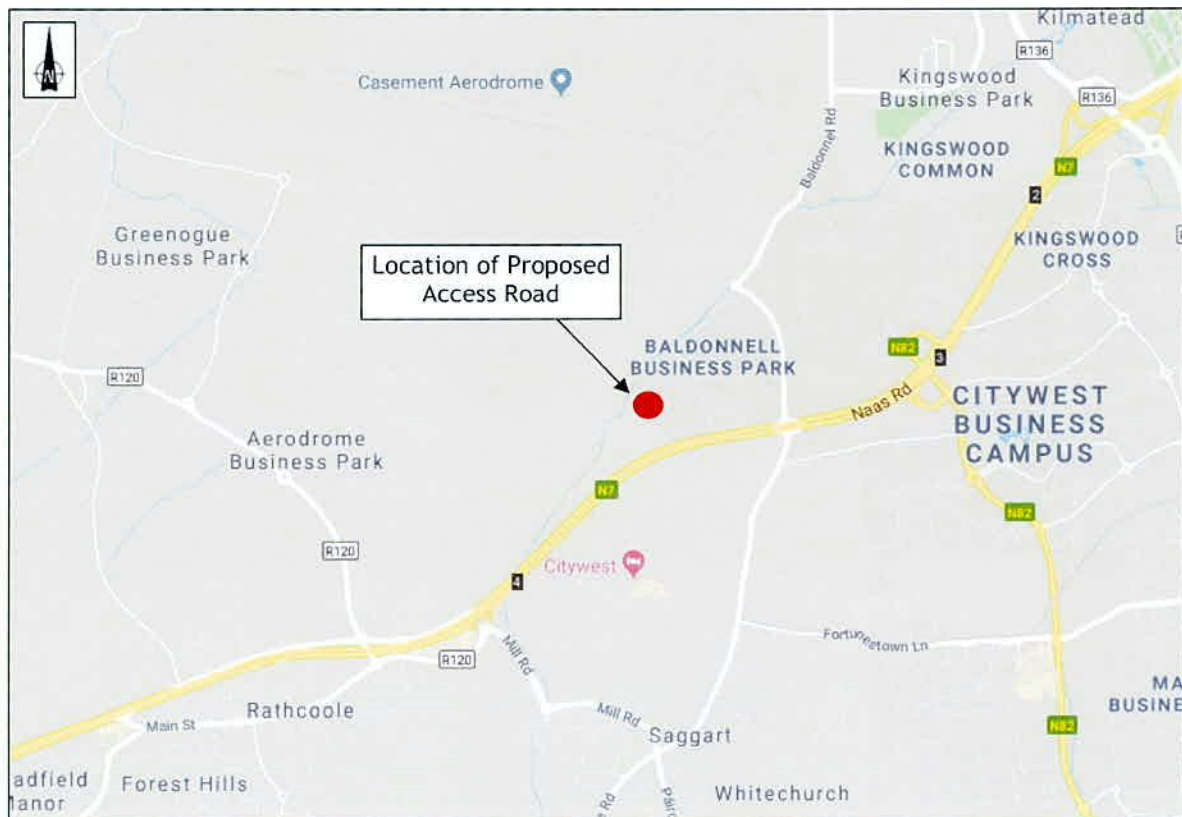 N
Kilmatead
R136
Casement Aerodrome
Kingswood
Business Park
R136
Baldonnel Rd
KINGSWOOD
COMMON
N7
2
Greenogue
Business Park
KINGSWOOD
CROSS
Location of Proposed
Access Road
BALDONNELL
BUSINESS PARK
N82
3
R120
Naas Rd
CITYWEST
BUSINESS
CAMPUS
Aerodrome
Business Park
N7
N82
R120
Citywest
4
Fortunestown Ln
R120
Mill Rd
MA
BUSINE
Rathcoole
Main St
Mill Rd
Saggart
N82
adfield
Manor
Forest Hills
Whitechurch
e Rd
Páirc